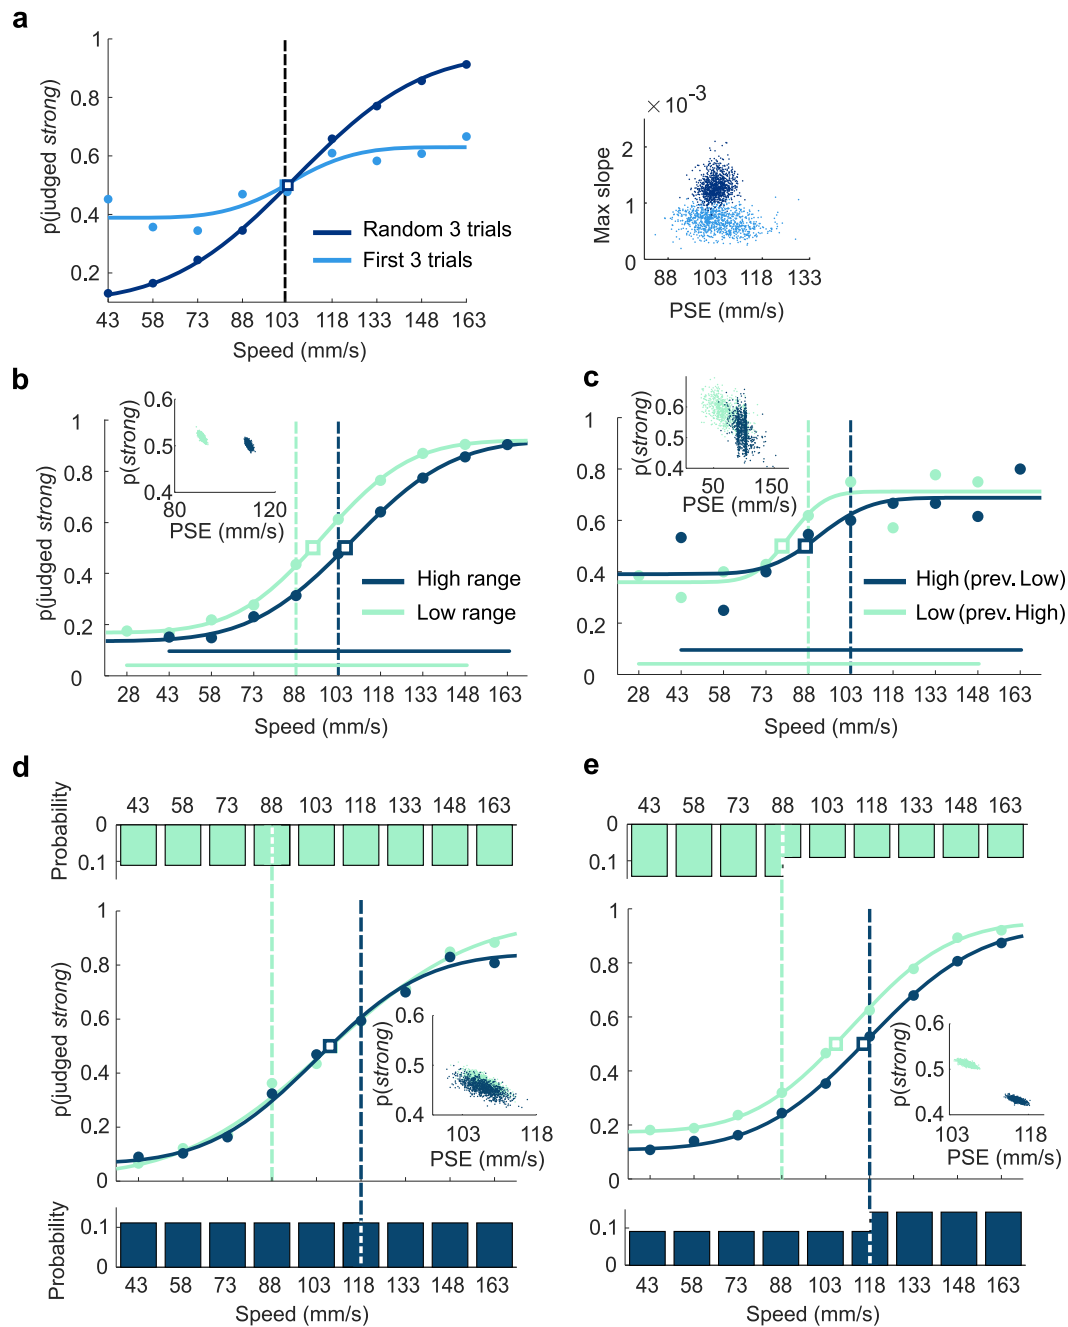 a
1
0.8
0.6
0.4
0.2
p(judged strong)
Random 3 trials
First 3 trials
43 58 73 88 103 118 133 148 163
Speed (mm/s)
× 10⁻³
2
1
0
Max slope
88 103 118 133
PSE (mm/s)
b
1
0.8
0.6
0.4
0.2
0
p(judged strong)
0.6
0.5
0.4
p(strong)
80 120
PSE (mm/s)
High range
Low range
28 43 58 73 88 103 118 133 148 163
Speed (mm/s)
c
1
0.8
0.6
0.4
0.2
0
0.6
0.5
0.4
p(strong)
50 150
PSE (mm/s)
High (prev. Low)
Low (prev. High)
28 43 58 73 88 103 118 133 148 163
Speed (mm/s)
d
43 58 73 88 103 118 133 148 163
Probability
0
0.1
1
0.8
0.6
0.4
0.2
0
p(judged strong)
0.6
0.5
0.4
p(strong)
103 118
PSE (mm/s)
Probability
0.1
0
43 58 73 88 103 118 133 148 163
Speed (mm/s)
e
43 58 73 88 103 118 133 148 163
0
0.1
1
0.8
0.6
0.4
0.2
0
0.6
0.5
0.4
p(strong)
103 118
PSE (mm/s)
0.1
0
43 58 73 88 103 118 133 148 163
Speed (mm/s)